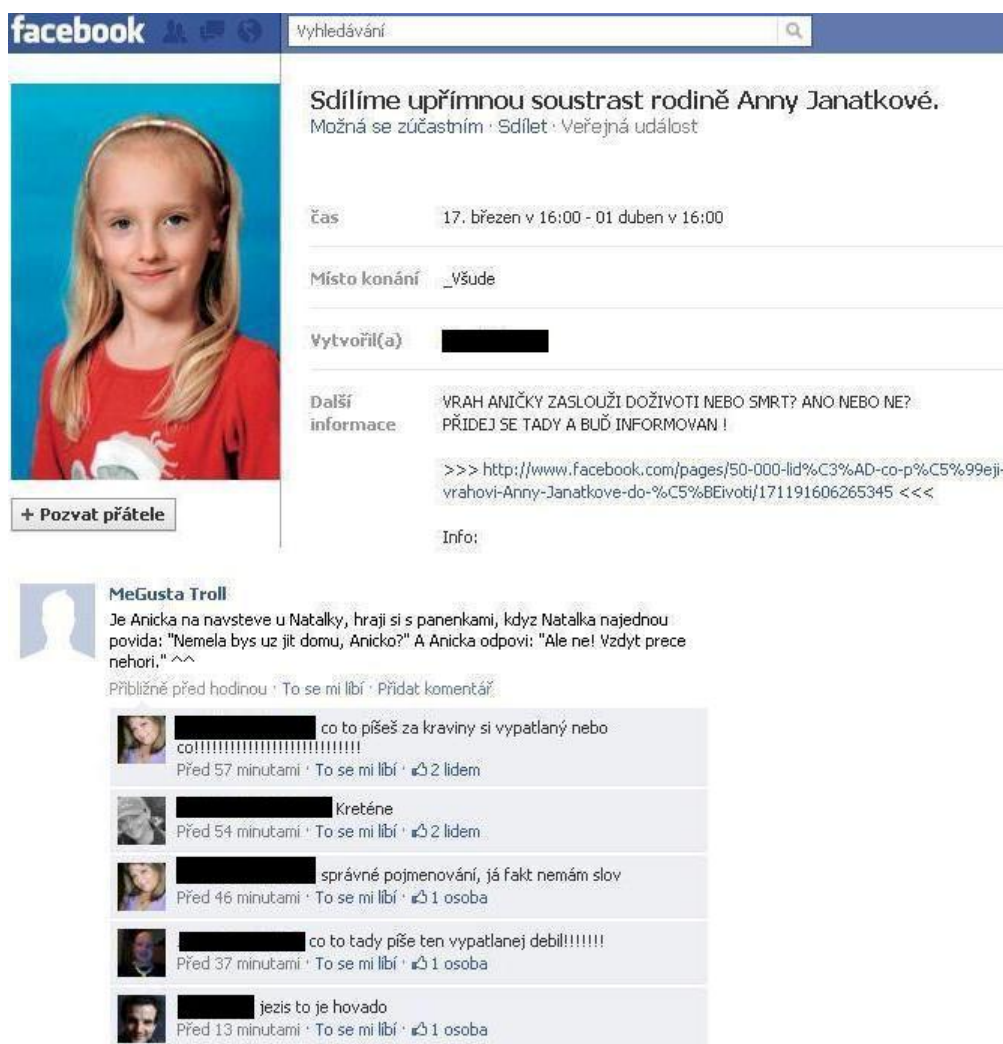 facebook
Vyhledávání
Sdílíme upřímnou soustrast rodině Anny Janatkové.
Možná se zúčastním · Sdílet · Veřejná událost
čas 17. březen v 16:00 - 01 duben v 16:00
Místo konání _Všude
Vytvořil(a)
Další informace VRAH ANIČKY ZASLOUŽI DOŽIVOTI NEBO SMRT? ANO NEBO NE?
PŘIDEJ SE TADY A BUĎ INFORMOVAN !
>>> http://www.facebook.com/pages/50-000-lid%C3%AD-co-p%C5%99eji-
vrahovi-Anny-Janatkove-do-%C5%BEivoti/171191606265345 <<<
+ Pozvat přátele
Info:
MeGusta Troll
Je Anicka na navsteve u Natalky, hraji si s panenkami, kdyz Natalka najednou
povida: "Nemela bys uz jit domu, Anicko?" A Anicka odpovi: "Ale ne! Vzdyt prece
nehori." ^^
Přibližně před hodinou · To se mi líbí · Přidat komentář
co to píšeš za kraviny si vypatlaný nebo
co!!!!!!!!!!!!!!!!!!!!!!!!!!!!
Před 57 minutami · To se mi líbí · 2 lidem
Kreténe
Před 54 minutami · To se mi líbí · 2 lidem
správné pojmenování, já fakt nemám slov
Před 46 minutami · To se mi líbí · 1 osoba
co to tady píše ten vypatlanej debil!!!!!!!
Před 37 minutami · To se mi líbí · 1 osoba
jezis to je hovado
Před 13 minutami · To se mi líbí · 1 osoba